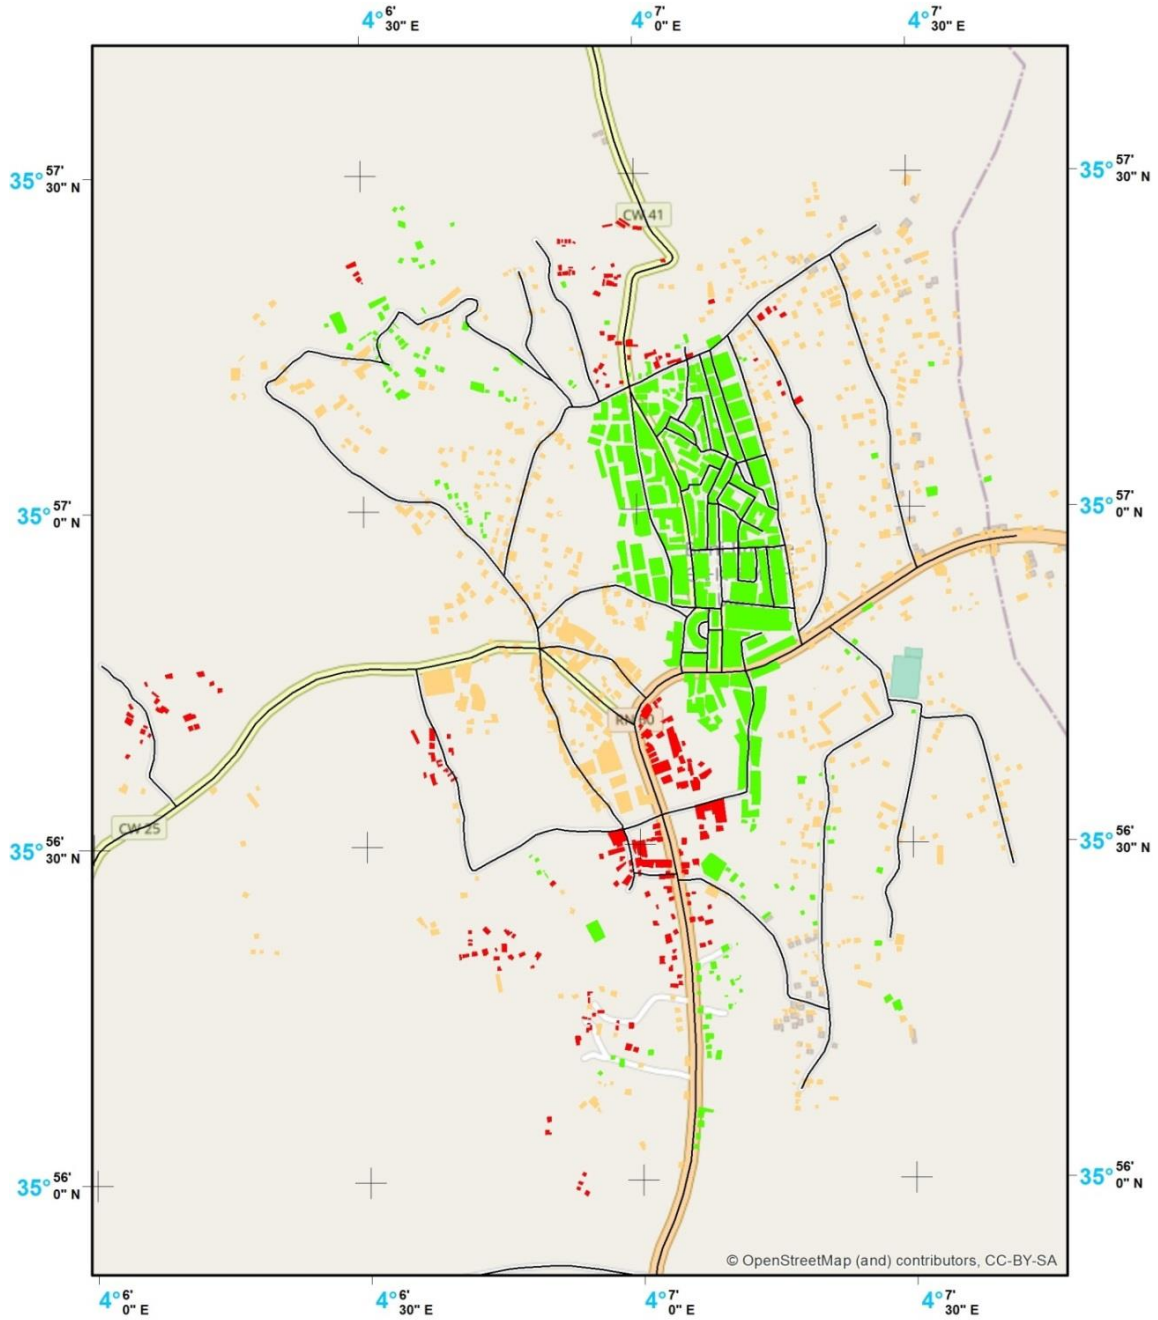 4° 6' 30" E
4° 7' 0" E
4° 7' 30" E
35° 57' 30" N
35° 57' 30" N
CW 41
35° 57' 0" N
35° 57' 0" N
CW 25
35° 56' 30" N
35° 56' 30" N
35° 56' 0" N
35° 56' 0" N
© OpenStreetMap (and) contributors, CC-BY-SA
4° 6' 0" E
4° 6' 30" E
4° 7' 0" E
4° 7' 30" E